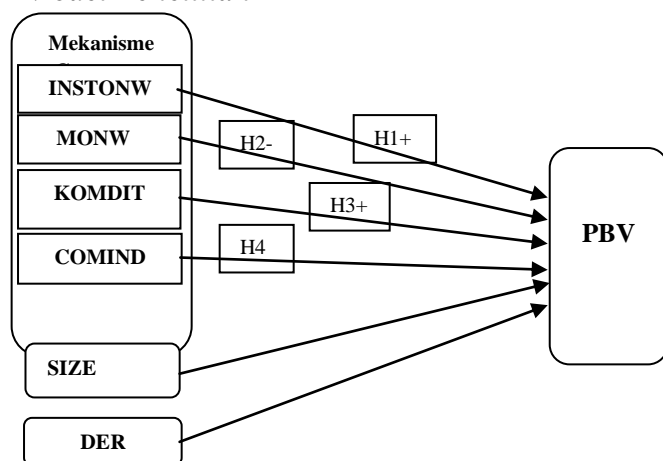 Mekanisme
INSTONW
MONW
KOMDIT
COMIND
SIZE
DER
H1+
H2-
H3+
H4
PBV